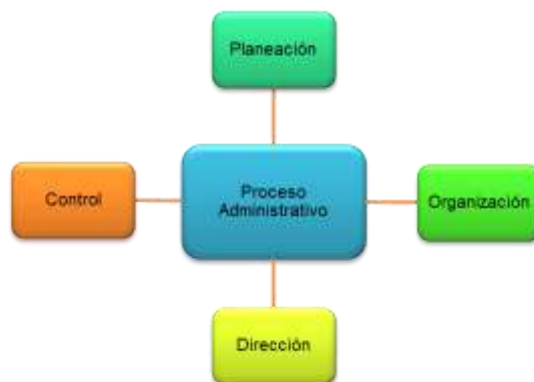 Planeación
Control
Proceso
Administrativo
Organización
Dirección